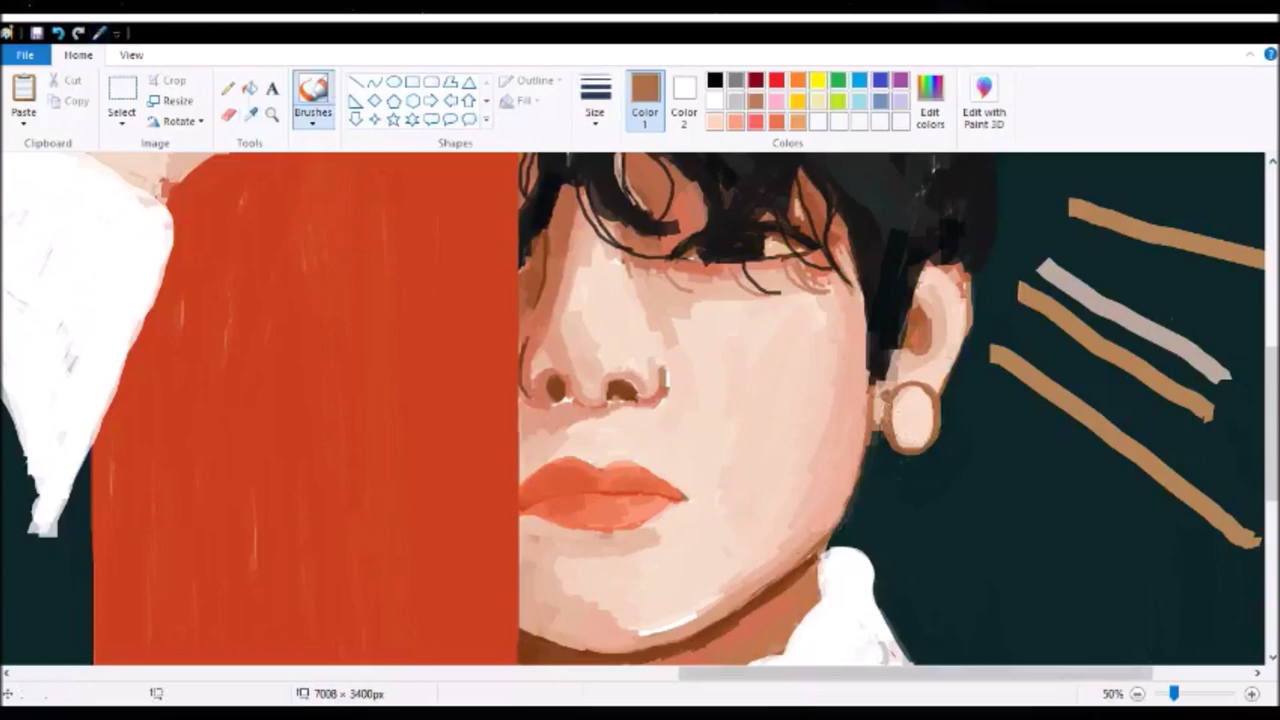 File Home View
Paste
Cut
Copy
Clipboard
Select
Crop
Resize
Rotate
Image
A
Tools
Brushes
Outline
Fill
Shapes
Size
Color 1
Color 2
Edit colors
Colors
Edit with Paint 3D
7008 × 3400px
50%